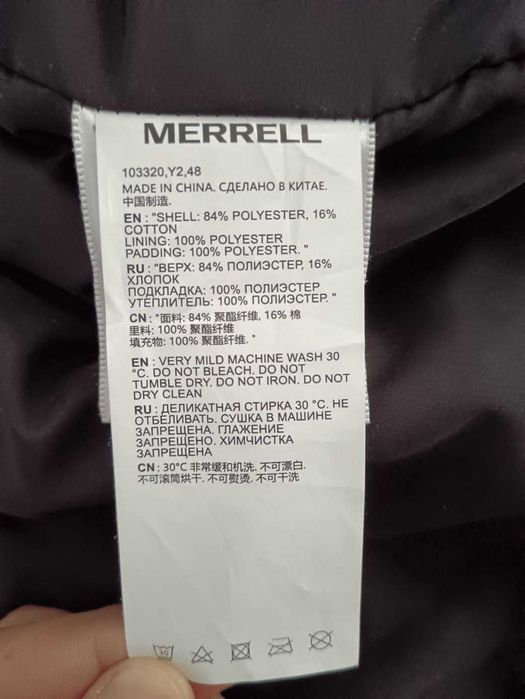 MERRELL
103320,Y2,48
MADE IN CHINA. СДЕЛАНО В КИТАЕ.
中国制造.
EN : "SHELL: 84% POLYESTER, 16%
COTTON
LINING: 100% POLYESTER
PADDING: 100% POLYESTER. "
RU : "ВЕРХ: 84% ПОЛИЭСТЕР, 16%
ХЛОПОК
ПОДКЛАДКА: 100% ПОЛИЭСТЕР
УТЕПЛИТЕЛЬ: 100% ПОЛИЭСТЕР. "
CN : "面料: 84% 聚酯纤维, 16% 棉
里料: 100% 聚酯纤维
填充物: 100% 聚酯纤维. "
EN : VERY MILD MACHINE WASH 30
°C. DO NOT BLEACH. DO NOT
TUMBLE DRY. DO NOT IRON. DO NOT
DRY CLEAN
RU : ДЕЛИКАТНАЯ СТИРКА 30 °C. НЕ
ОТБЕЛИВАТЬ. СУШКА В МАШИНЕ
ЗАПРЕЩЕНА. ГЛАЖЕНИЕ
ЗАПРЕЩЕНО. ХИМЧИСТКА
ЗАПРЕЩЕНА
CN : 30°C 非常缓和机洗. 不可漂白.
不可滚筒烘干. 不可熨烫. 不可干洗
30